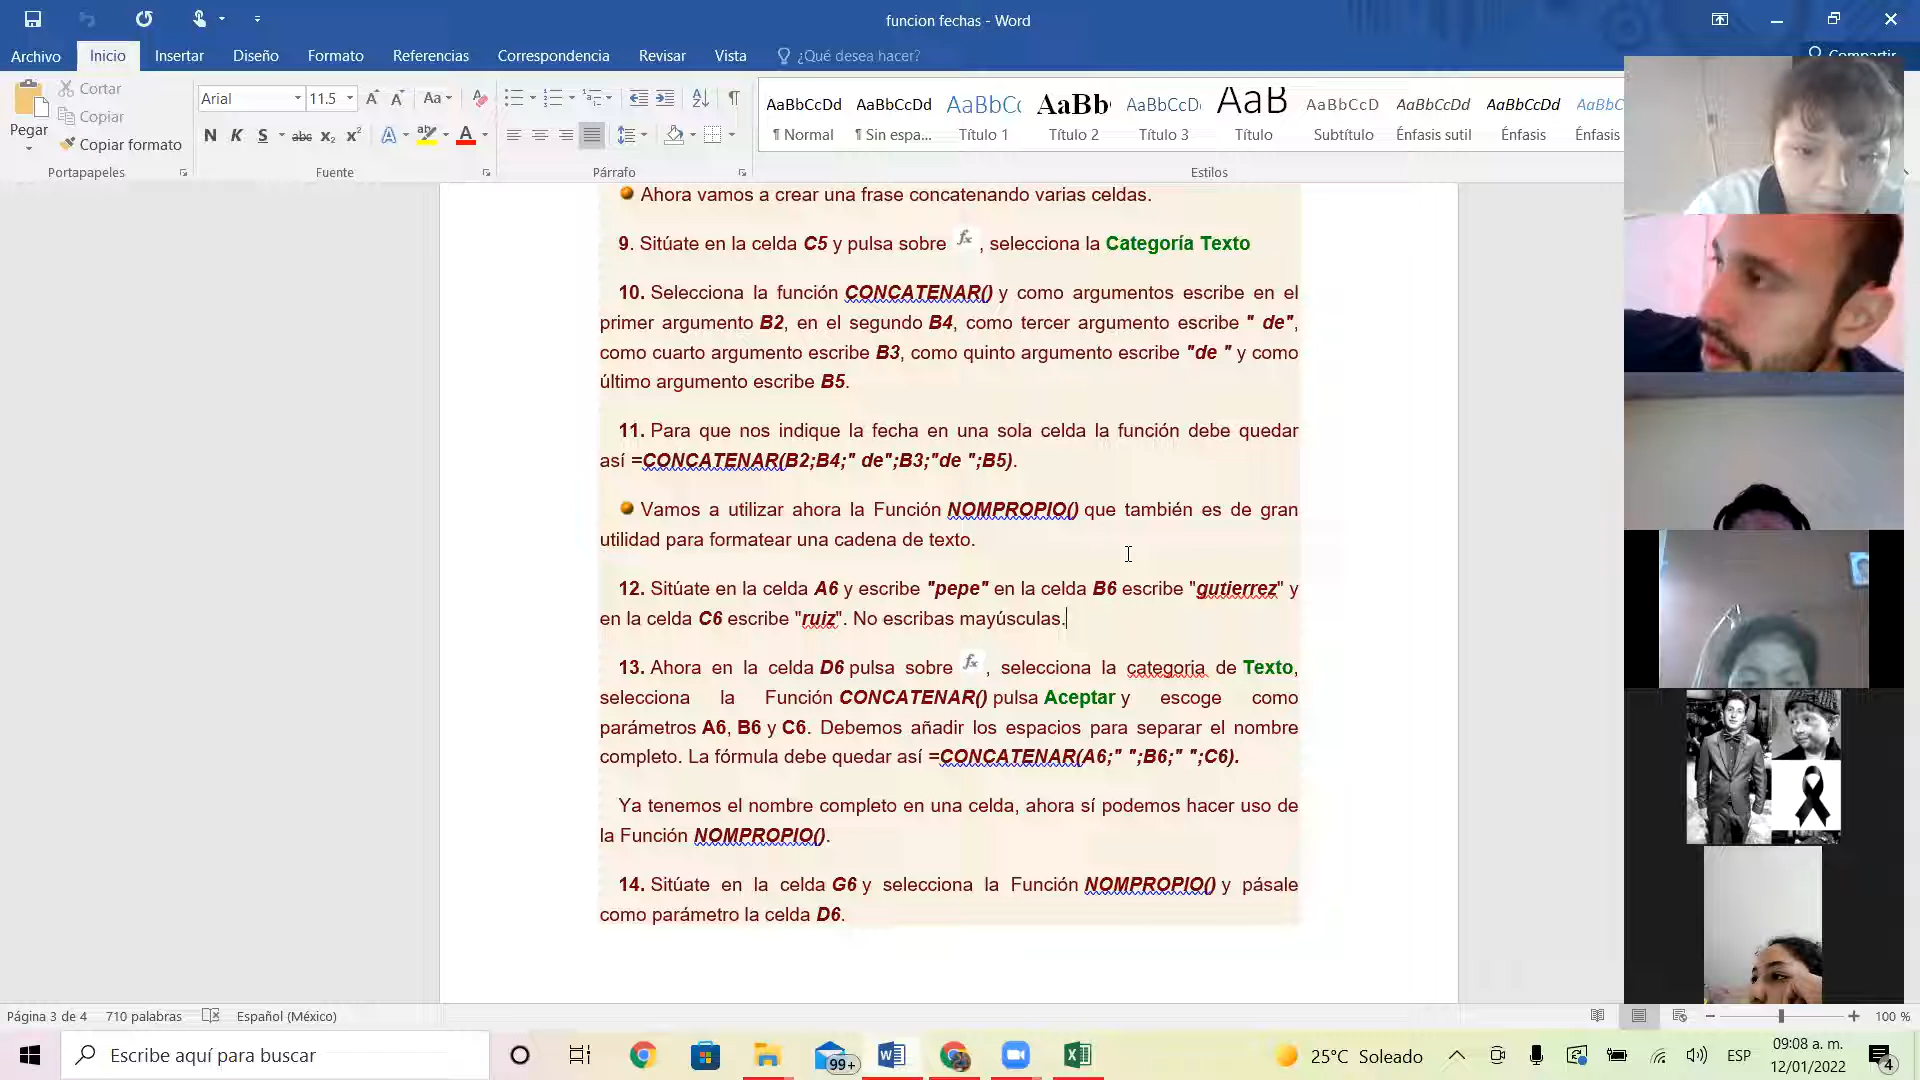 funcion fechas - Word
Archivo Inicio Insertar Diseño Formato Referencias Correspondencia Revisar Vista ¿Qué desea hacer? Compartir
Pegar
Cortar
Copiar
Copiar formato
Portapapeles
Arial 11.5
N K S abc x₂ x²
Fuente
Párrafo
AaBbCcDd AaBbCcDd AaBbCc AaBb AaBbCcD AaB AaBbCcD AaBbCcDd AaBbCcDd AaBbCcDd
¶ Normal ¶ Sin espa... Título 1 Título 2 Título 3 Título Subtítulo Énfasis sutil Énfasis Énfasis
Estilos
Ahora vamos a crear una frase concatenando varias celdas.
9. Sitúate en la celda C5 y pulsa sobre fx, selecciona la Categoría Texto
10. Selecciona la función CONCATENAR() y como argumentos escribe en el
primer argumento B2, en el segundo B4, como tercer argumento escribe " de",
como cuarto argumento escribe B3, como quinto argumento escribe "de " y como
último argumento escribe B5.
11. Para que nos indique la fecha en una sola celda la función debe quedar
así =CONCATENAR(B2;B4;" de";B3;"de ";B5).
Vamos a utilizar ahora la Función NOMPROPIO() que también es de gran
utilidad para formatear una cadena de texto.
12. Sitúate en la celda A6 y escribe "pepe" en la celda B6 escribe "gutierrez" y
en la celda C6 escribe "ruiz". No escribas mayúsculas.
13. Ahora en la celda D6 pulsa sobre fx, selecciona la categoria de Texto,
selecciona la Función CONCATENAR() pulsa Aceptar y escoge como
parámetros A6, B6 y C6. Debemos añadir los espacios para separar el nombre
completo. La fórmula debe quedar así =CONCATENAR(A6;" ";B6;" ";C6).
Ya tenemos el nombre completo en una celda, ahora sí podemos hacer uso de
la Función NOMPROPIO().
14. Sitúate en la celda G6 y selecciona la Función NOMPROPIO() y pásale
como parámetro la celda D6.
Página 3 de 4 710 palabras Español (México) 100 %
Escribe aquí para buscar
99+
25°C Soleado
ESP
09:08 a. m.
12/01/2022
4